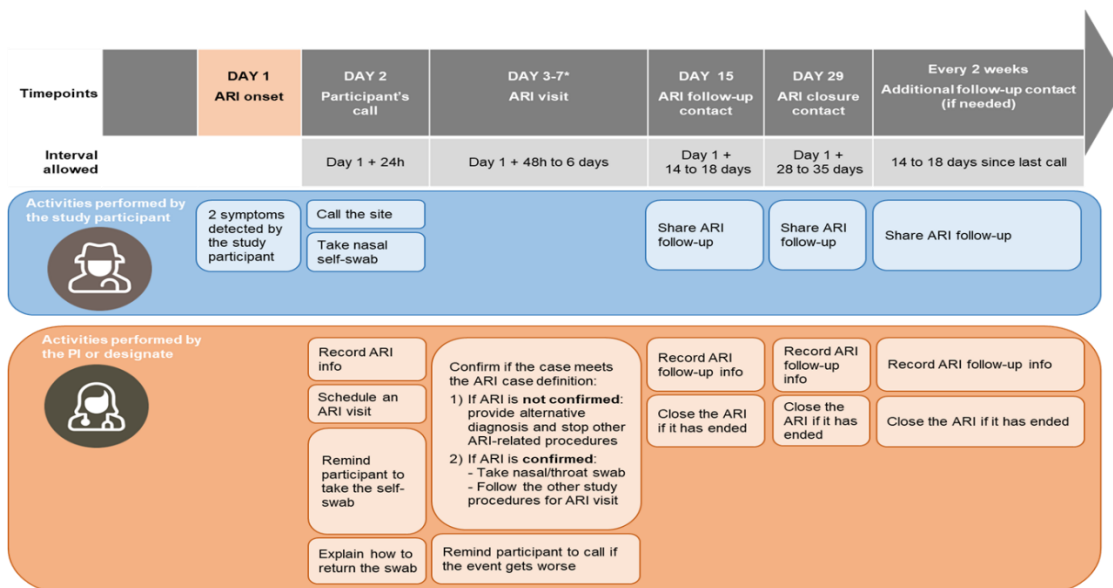 Timepoints
DAY 1
ARI onset
DAY 2
Participant's
call
DAY 3-7*
ARI visit
DAY 15
ARI follow-up
contact
DAY 29
ARI closure
contact
Every 2 weeks
Additional follow-up contact
(if needed)
Interval
allowed
Day 1 + 24h
Day 1 + 48h to 6 days
Day 1 +
14 to 18 days
Day 1 +
28 to 35 days
14 to 18 days since last call
Activities performed by
the study participant
2 symptoms
detected by
the study
participant
Call the site
Take nasal
self-swab
Share ARI
follow-up
Share ARI
follow-up
Share ARI follow-up
Activities performed by
the PI or designate
Record ARI
info
Schedule an
ARI visit
Remind
participant to
take the self-
swab
Explain how to
return the swab
Confirm if the case meets
the ARI case definition:
1) If ARI is not confirmed:
provide alternative
diagnosis and stop other
ARI-related procedures
2) If ARI is confirmed:
- Take nasal/throat swab
- Follow the other study
procedures for ARI visit
Remind participant to call if
the event gets worse
Record ARI
follow-up info
Close the ARI
if it has ended
Record ARI
follow-up
info
Close the
ARI if it has
ended
Record ARI follow-up info
Close the ARI if it has ended